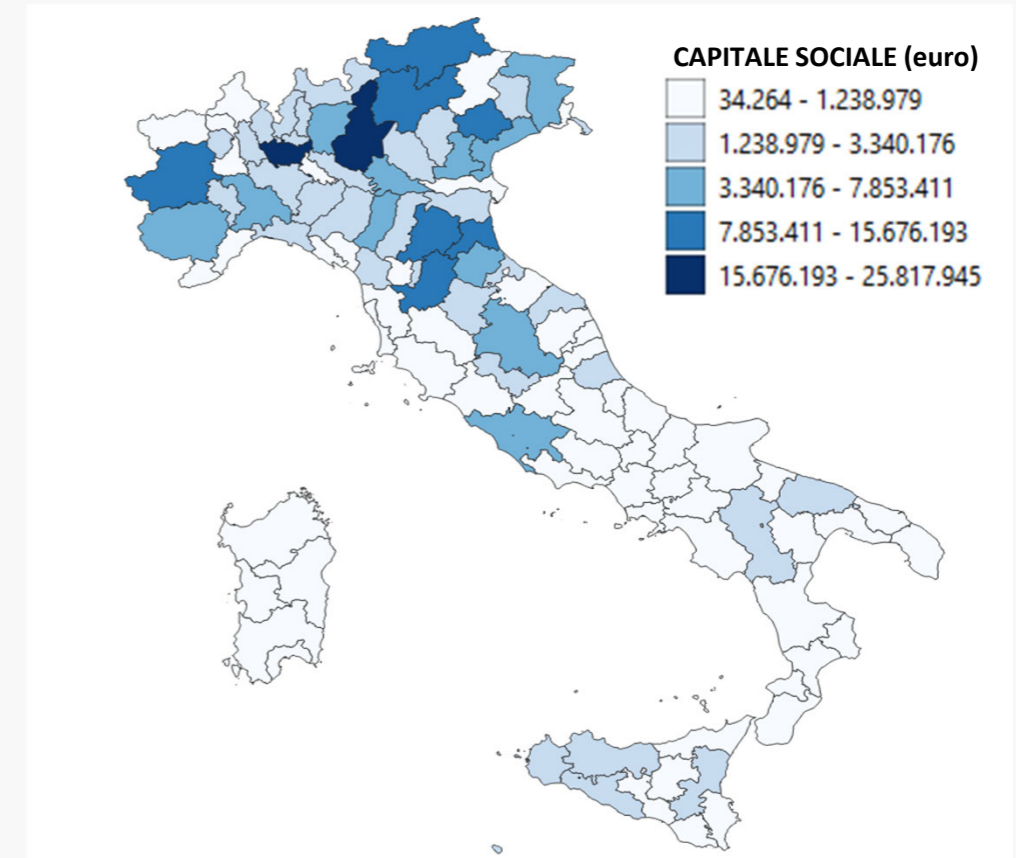 CAPITALE SOCIALE (euro)
34.264 - 1.238.979
1.238.979 - 3.340.176
3.340.176 - 7.853.411
7.853.411 - 15.676.193
15.676.193 - 25.817.945